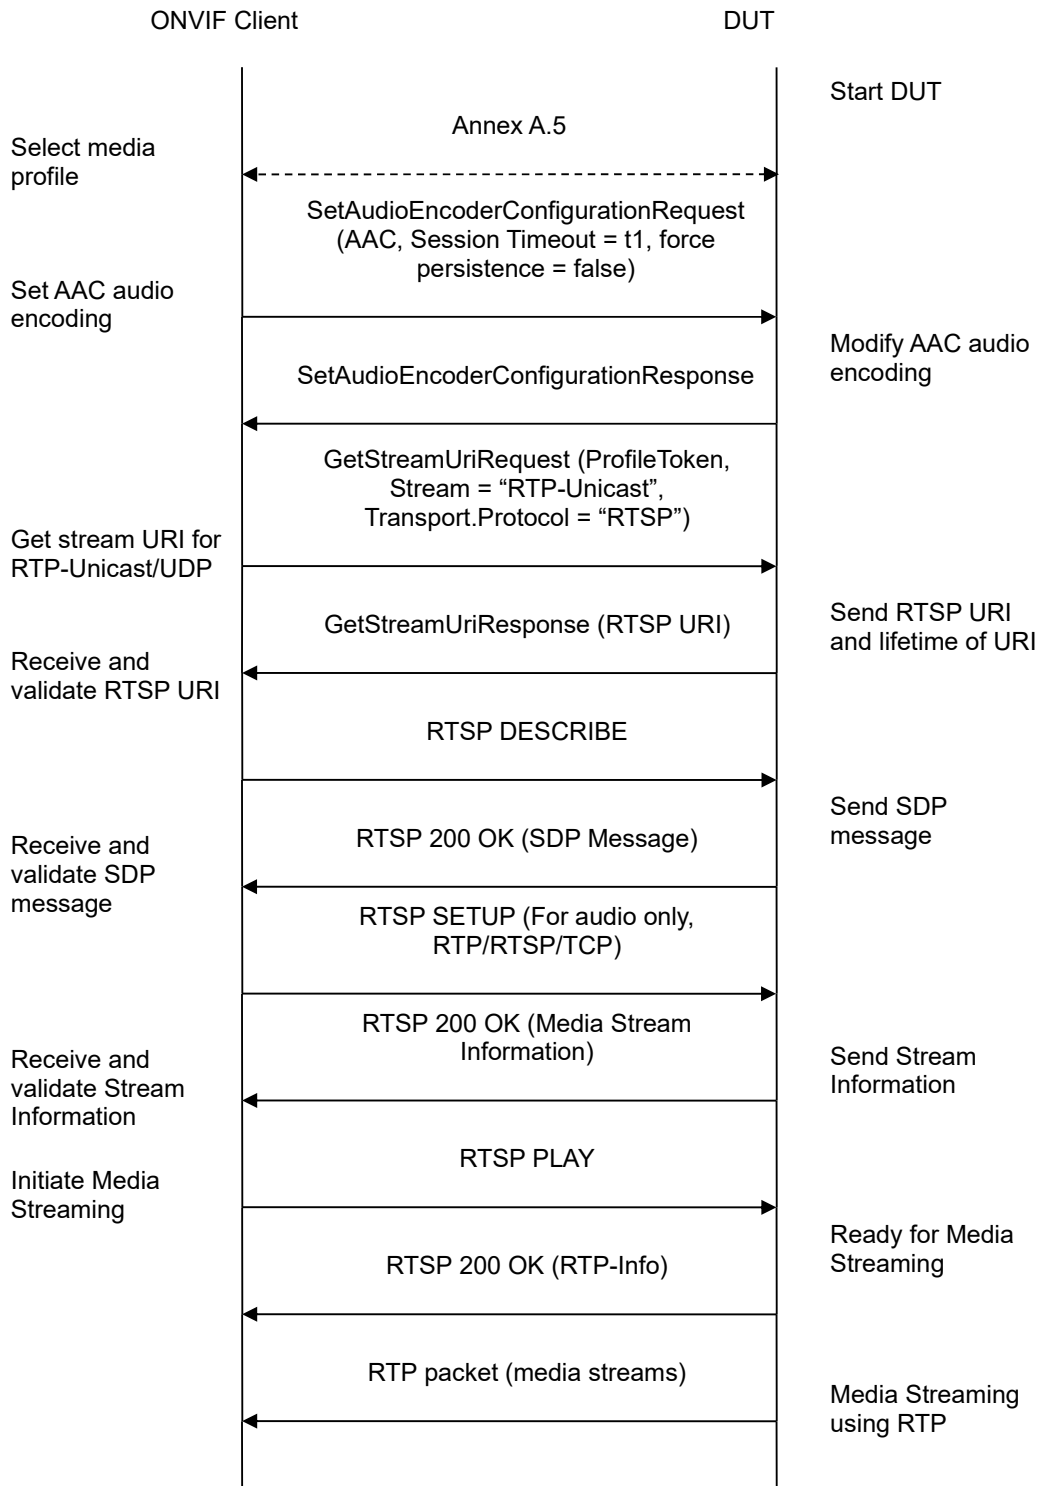 ONVIF Client
DUT
Start DUT
Annex A.5
Select media
profile
SetAudioEncoderConfigurationRequest
(AAC, Session Timeout = t1, force
persistence = false)
Set AAC audio
encoding
Modify AAC audio
encoding
SetAudioEncoderConfigurationResponse
GetStreamUriRequest (ProfileToken,
Stream = “RTP-Unicast”,
Transport.Protocol = “RTSP”)
Get stream URI for
RTP-Unicast/UDP
Send RTSP URI
and lifetime of URI
GetStreamUriResponse (RTSP URI)
Receive and
validate RTSP URI
RTSP DESCRIBE
Send SDP
message
RTSP 200 OK (SDP Message)
Receive and
validate SDP
message
RTSP SETUP (For audio only,
RTP/RTSP/TCP)
RTSP 200 OK (Media Stream
Information)
Receive and
validate Stream
Information
Send Stream
Information
RTSP PLAY
Initiate Media
Streaming
Ready for Media
Streaming
RTSP 200 OK (RTP-Info)
RTP packet (media streams)
Media Streaming
using RTP